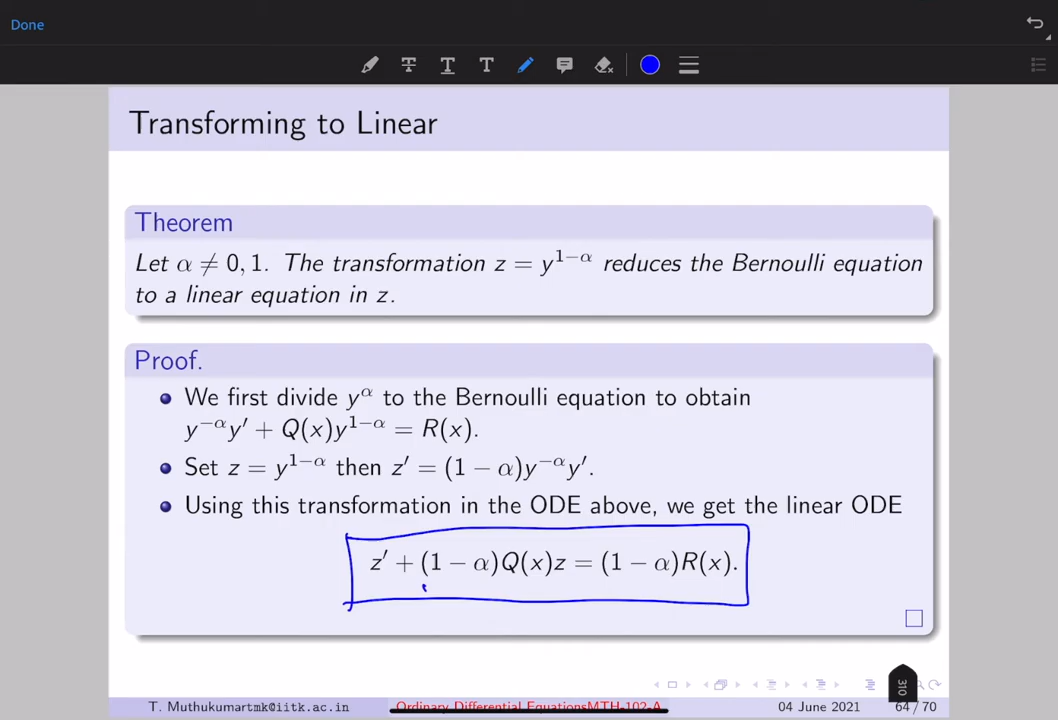 Done
Transforming to Linear
Theorem
Let α ≠ 0, 1. The transformation z = y^{1−α} reduces the Bernoulli equation
to a linear equation in z.
Proof.
We first divide y^α to the Bernoulli equation to obtain
y^{−α}y′ + Q(x)y^{1−α} = R(x).
Set z = y^{1−α} then z′ = (1 − α)y^{−α}y′.
Using this transformation in the ODE above, we get the linear ODE
z′ + (1 − α)Q(x)z = (1 − α)R(x).
310
T. Muthukumartmk@iitk.ac.in Ordinary Differential EquationsMTH-102-A 04 June 2021 64 / 70